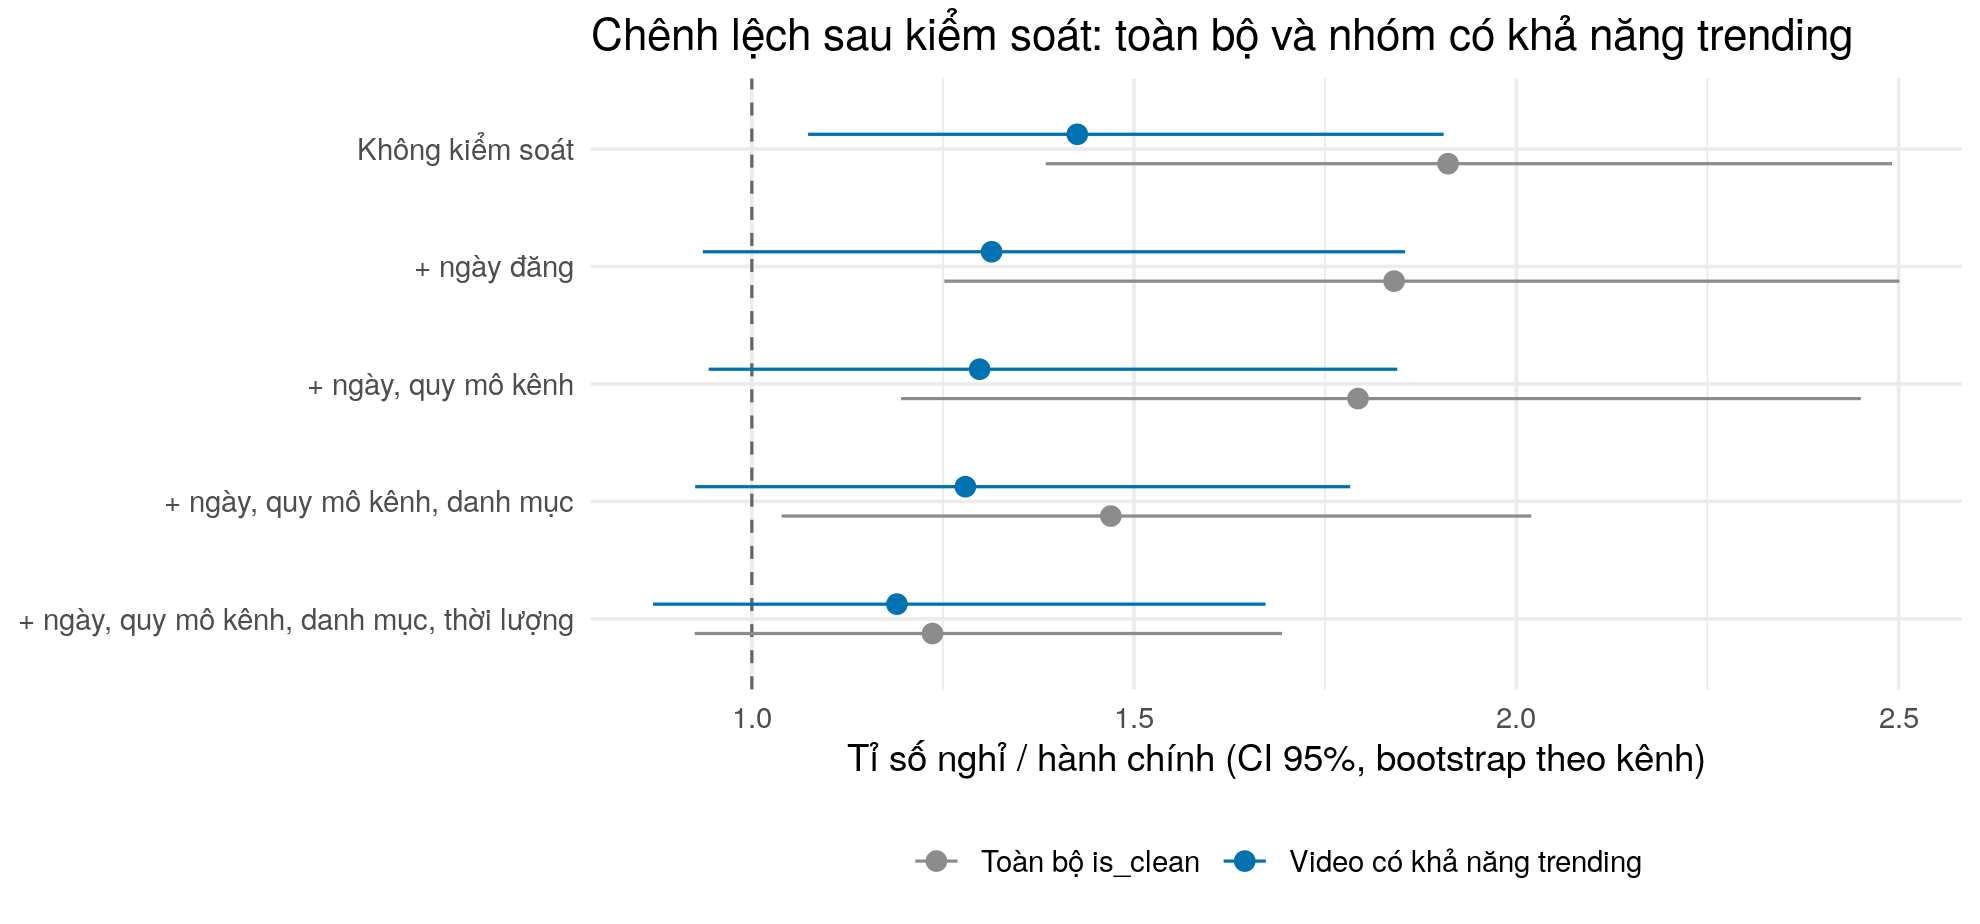 Chênh lệch sau kiểm soát: toàn bộ và nhóm có khả năng trending
Không kiểm soát
+ ngày đăng
+ ngày, quy mô kênh
+ ngày, quy mô kênh, danh mục
+ ngày, quy mô kênh, danh mục, thời lượng
1.0 1.5 2.0 2.5
Tỉ số nghỉ / hành chính (CI 95%, bootstrap theo kênh)
Toàn bộ is_clean Video có khả năng trending